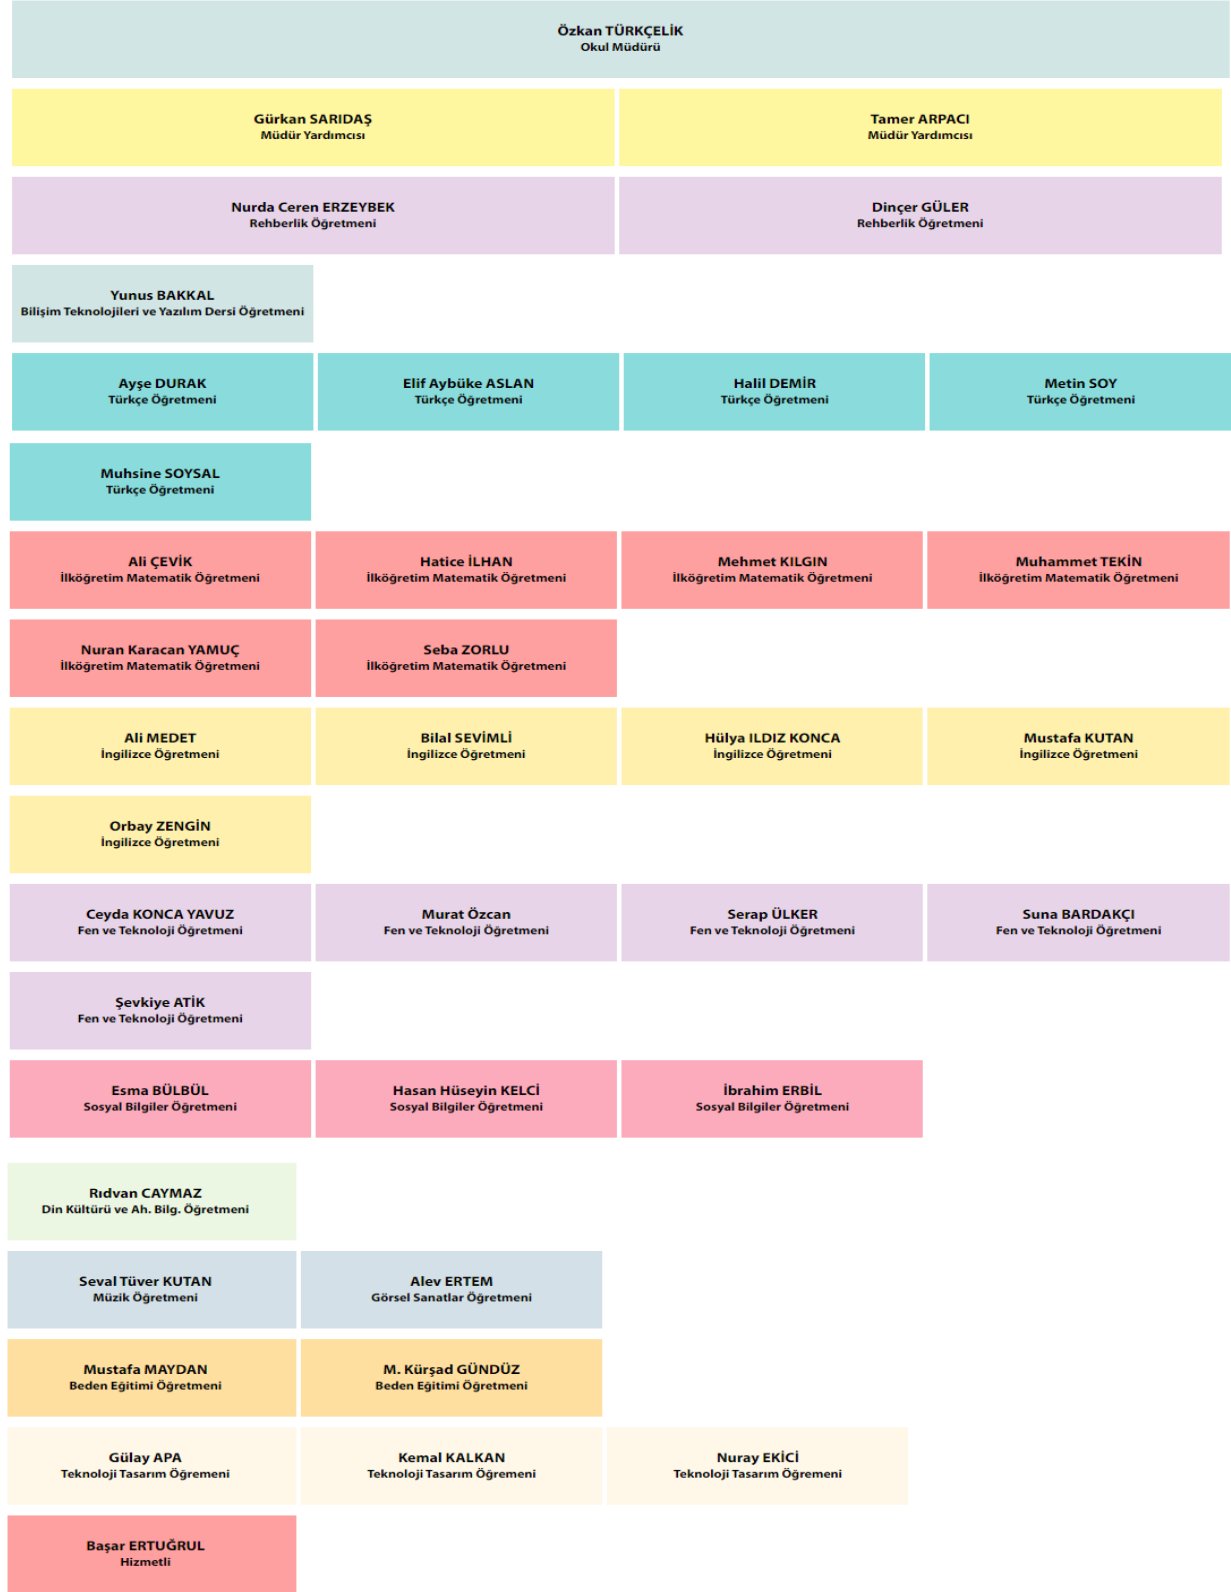 Özkan TÜRKÇELİK
Okul Müdürü
Gürkan SARIDAŞ
Müdür Yardımcısı
Tamer ARPACI
Müdür Yardımcısı
Nurda Ceren ERZEYBEK
Rehberlik Öğretmeni
Dinçer GÜLER
Rehberlik Öğretmeni
Yunus BAKKAL
Bilişim Teknolojileri ve Yazılım Dersi Öğretmeni
Ayşe DURAK
Türkçe Öğretmeni
Elif Aybüke ASLAN
Türkçe Öğretmeni
Halil DEMİR
Türkçe Öğretmeni
Metin SOY
Türkçe Öğretmeni
Muhsine SOYSAL
Türkçe Öğretmeni
Ali ÇEVİK
İlköğretim Matematik Öğretmeni
Hatice İLHAN
İlköğretim Matematik Öğretmeni
Mehmet KILGIN
İlköğretim Matematik Öğretmeni
Muhammet TEKİN
İlköğretim Matematik Öğretmeni
Nuran Karacan YAMUÇ
İlköğretim Matematik Öğretmeni
Seba ZORLU
İlköğretim Matematik Öğretmeni
Ali MEDET
İngilizce Öğretmeni
Bilal SEVİMLİ
İngilizce Öğretmeni
Hülya ILDIZ KONCA
İngilizce Öğretmeni
Mustafa KUTAN
İngilizce Öğretmeni
Orbay ZENGİN
İngilizce Öğretmeni
Ceyda KONCA YAVUZ
Fen ve Teknoloji Öğretmeni
Murat Özcan
Fen ve Teknoloji Öğretmeni
Serap ÜLKER
Fen ve Teknoloji Öğretmeni
Suna BARDAKÇI
Fen ve Teknoloji Öğretmeni
Şevkiye ATİK
Fen ve Teknoloji Öğretmeni
Esma BÜLBÜL
Sosyal Bilgiler Öğretmeni
Hasan Hüseyin KELCİ
Sosyal Bilgiler Öğretmeni
İbrahim ERBİL
Sosyal Bilgiler Öğretmeni
Rıdvan CAYMAZ
Din Kültürü ve Ah. Bilg. Öğretmeni
Seval Tüver KUTAN
Müzik Öğretmeni
Alev ERTEM
Görsel Sanatlar Öğretmeni
Mustafa MAYDAN
Beden Eğitimi Öğretmeni
M. Kürşad GÜNDÜZ
Beden Eğitimi Öğretmeni
Gülay APA
Teknoloji Tasarım Öğremeni
Kemal KALKAN
Teknoloji Tasarım Öğremeni
Nuray EKİCİ
Teknoloji Tasarım Öğremeni
Başar ERTUĞRUL
Hizmetli